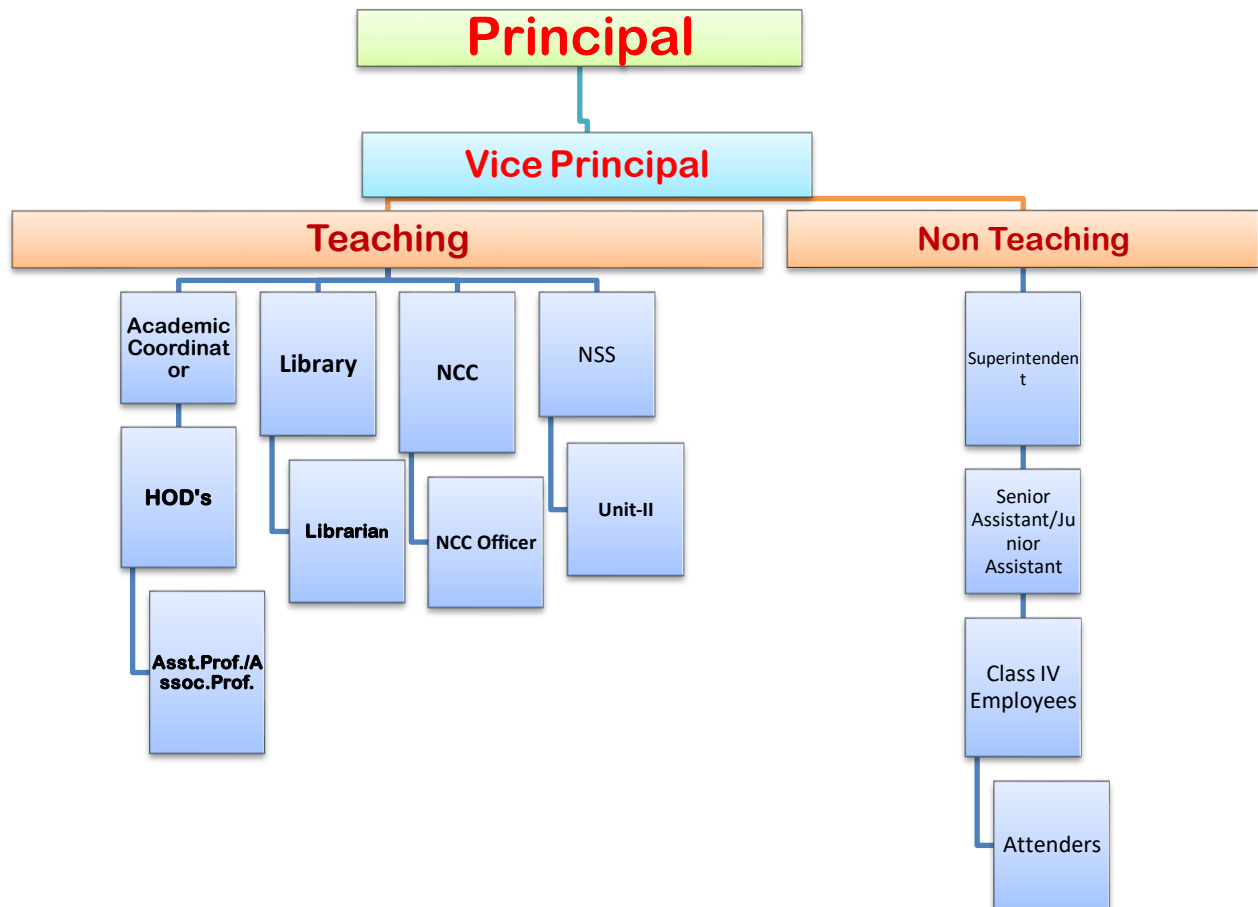 Principal
Vice Principal
Teaching
Non Teaching
Academic
Coordinat
or
Library
NCC
NSS
Superintenden
t
HOD's
Librarian
NCC Officer
Unit-II
Senior
Assistant/Ju
nior
Assistant
Asst.Prof./A
ssoc.Prof.
Class IV
Employees
Attenders